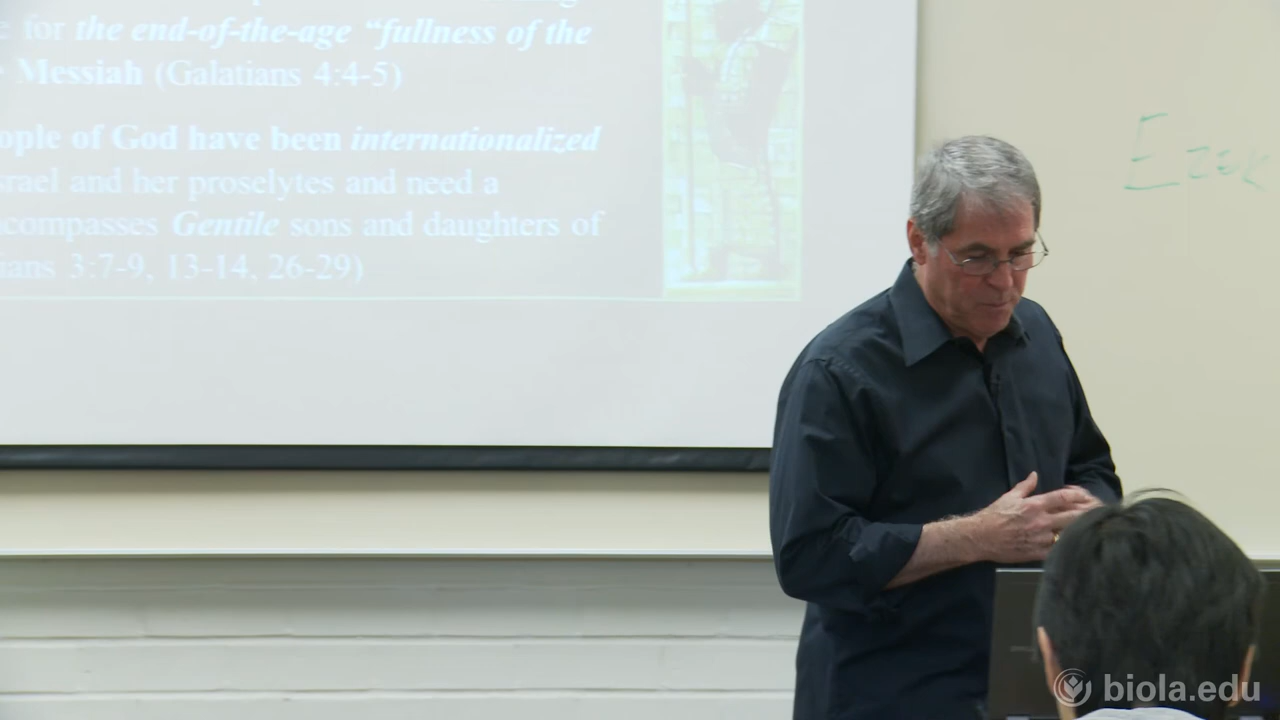 for the end-of-the-age “fullness of the
Messiah (Galatians 4:4-5)
ople of God have been internationalized
srael and her proselytes and need a
compasses Gentile sons and daughters of
ans 3:7-9, 13-14, 26-29)
Ezek
biola.edu